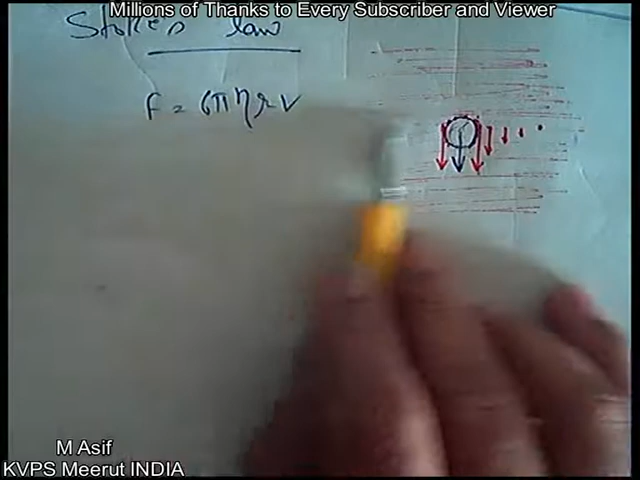 Millions of Thanks to Every Subscriber and Viewer
Stokes law
F = 6πηrv
M Asif
KVPS Meerut INDIA